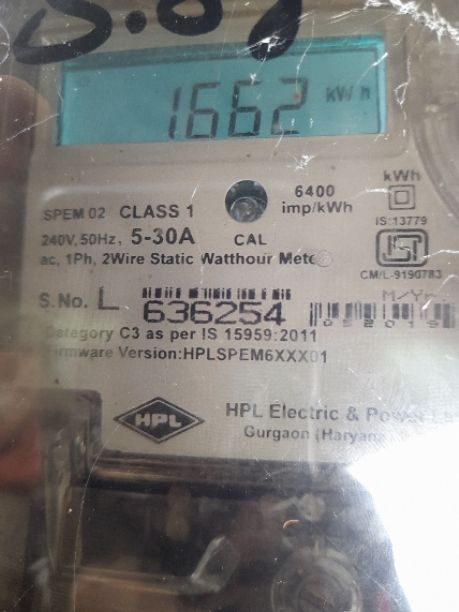 1662 kWh
6400
imp/kWh
kWh
SPEM 02 CLASS 1
IS:13779
240V, 50Hz, 5-30A CAL
ac, 1Ph, 2Wire Static Watthour Mete
CM/L-9190783
S.No. L 636254
052019
Category C3 as per IS 15959:2011
Firmware Version:HPLSPEM6XXX01
HPL
HPL Electric & Power
Gurgaon (Haryana